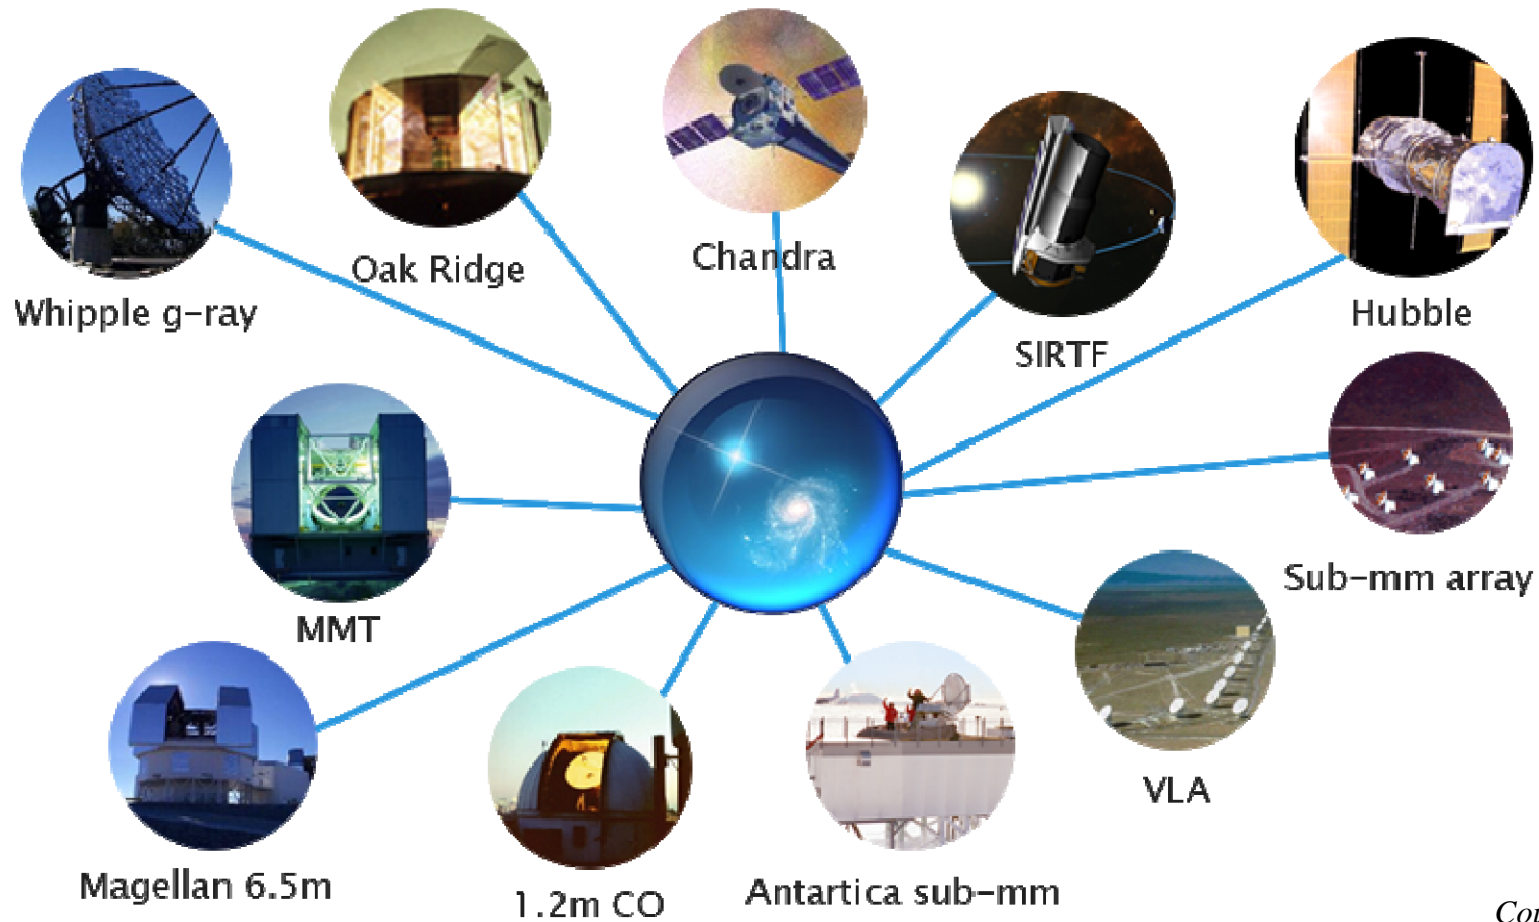 Oak Ridge
Chandra
Whipple g-ray
Hubble
SIRTF
Sub-mm array
MMT
VLA
Magellan 6.5m
1.2m CO
Antartica sub-mm